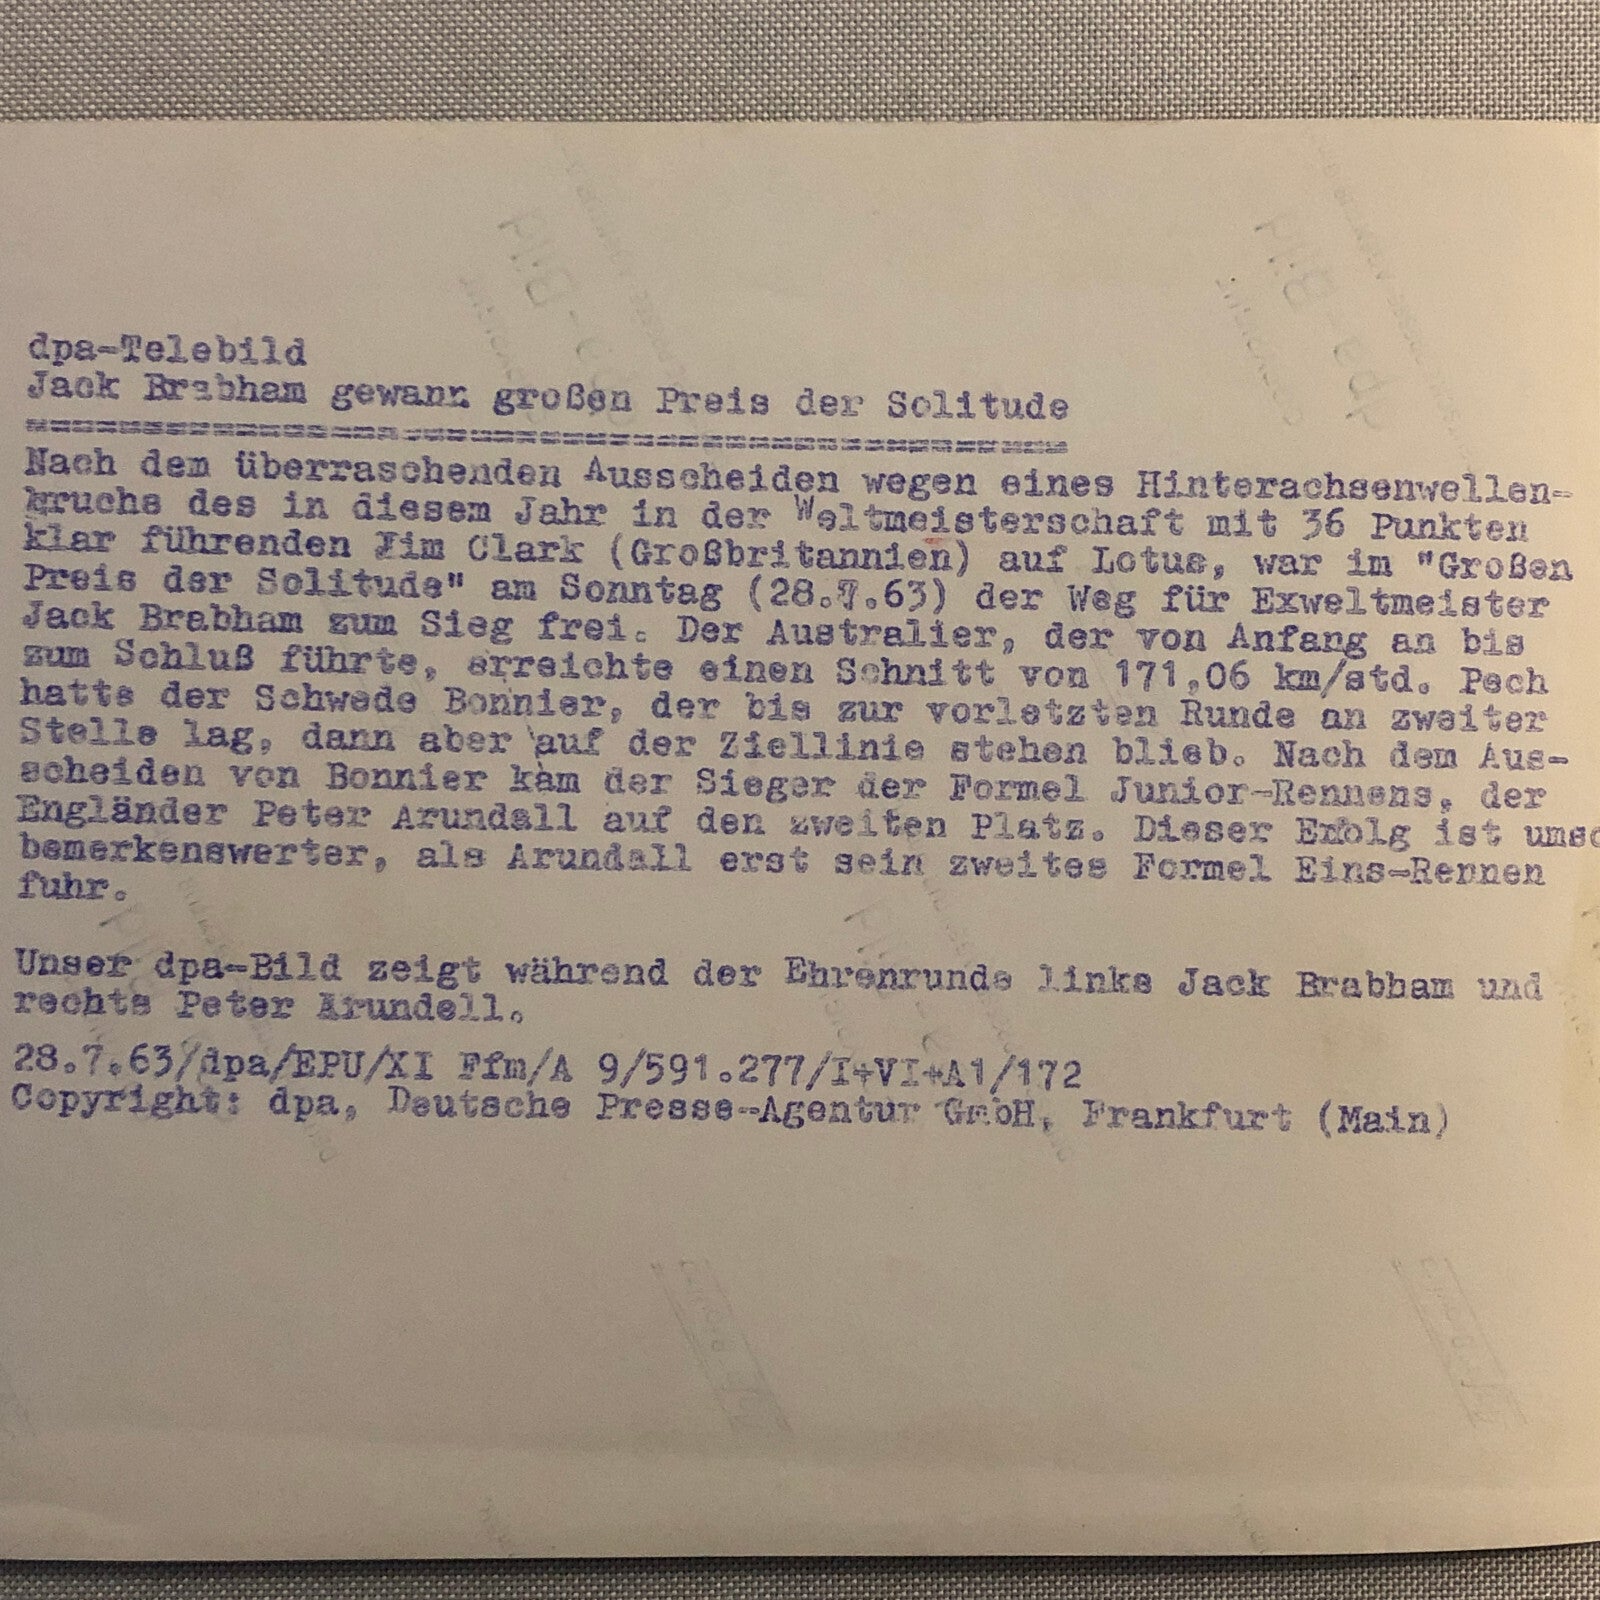 dpa-Telebild
Jack Brabham gewann großen Preis der Solitude
================================================
Nach dem überraschenden Ausscheiden wegen eines Hinterachsenwellen-
bruchs des in diesem Jahr in der Weltmeisterschaft mit 36 Punkten
klar führenden Jim Clark (Großbritannien) auf Lotus, war im "Großen
Preis der Solitude" am Sonntag (28.7.63) der Weg für Exweltmeister
Jack Brabham zum Sieg frei. Der Australier, der von Anfang an bis
zum Schluß führte, erreichte einen Schnitt von 171,06 km/std. Pech
hatte der Schwede Bonnier, der bis zur vorletzten Runde an zweiter
Stelle lag, dann aber auf der Ziellinie stehen blieb. Nach dem Aus-
scheiden von Bonnier kam der Sieger der Formel Junior-Rennens, der
Engländer Peter Arundell auf den zweiten Platz. Dieser Erfolg ist umso
bemerkenswerter, als Arundell erst sein zweites Formel Eins-Rennen
fuhr.
Unser dpa-Bild zeigt während der Ehrenrunde links Jack Brabham und
rechts Peter Arundell.
28.7.63/dpa/EPU/XI Ffm/A 9/591.277/I+VI+A1/172
Copyright: dpa, Deutsche Presse-Agentur GmbH, Frankfurt (Main)